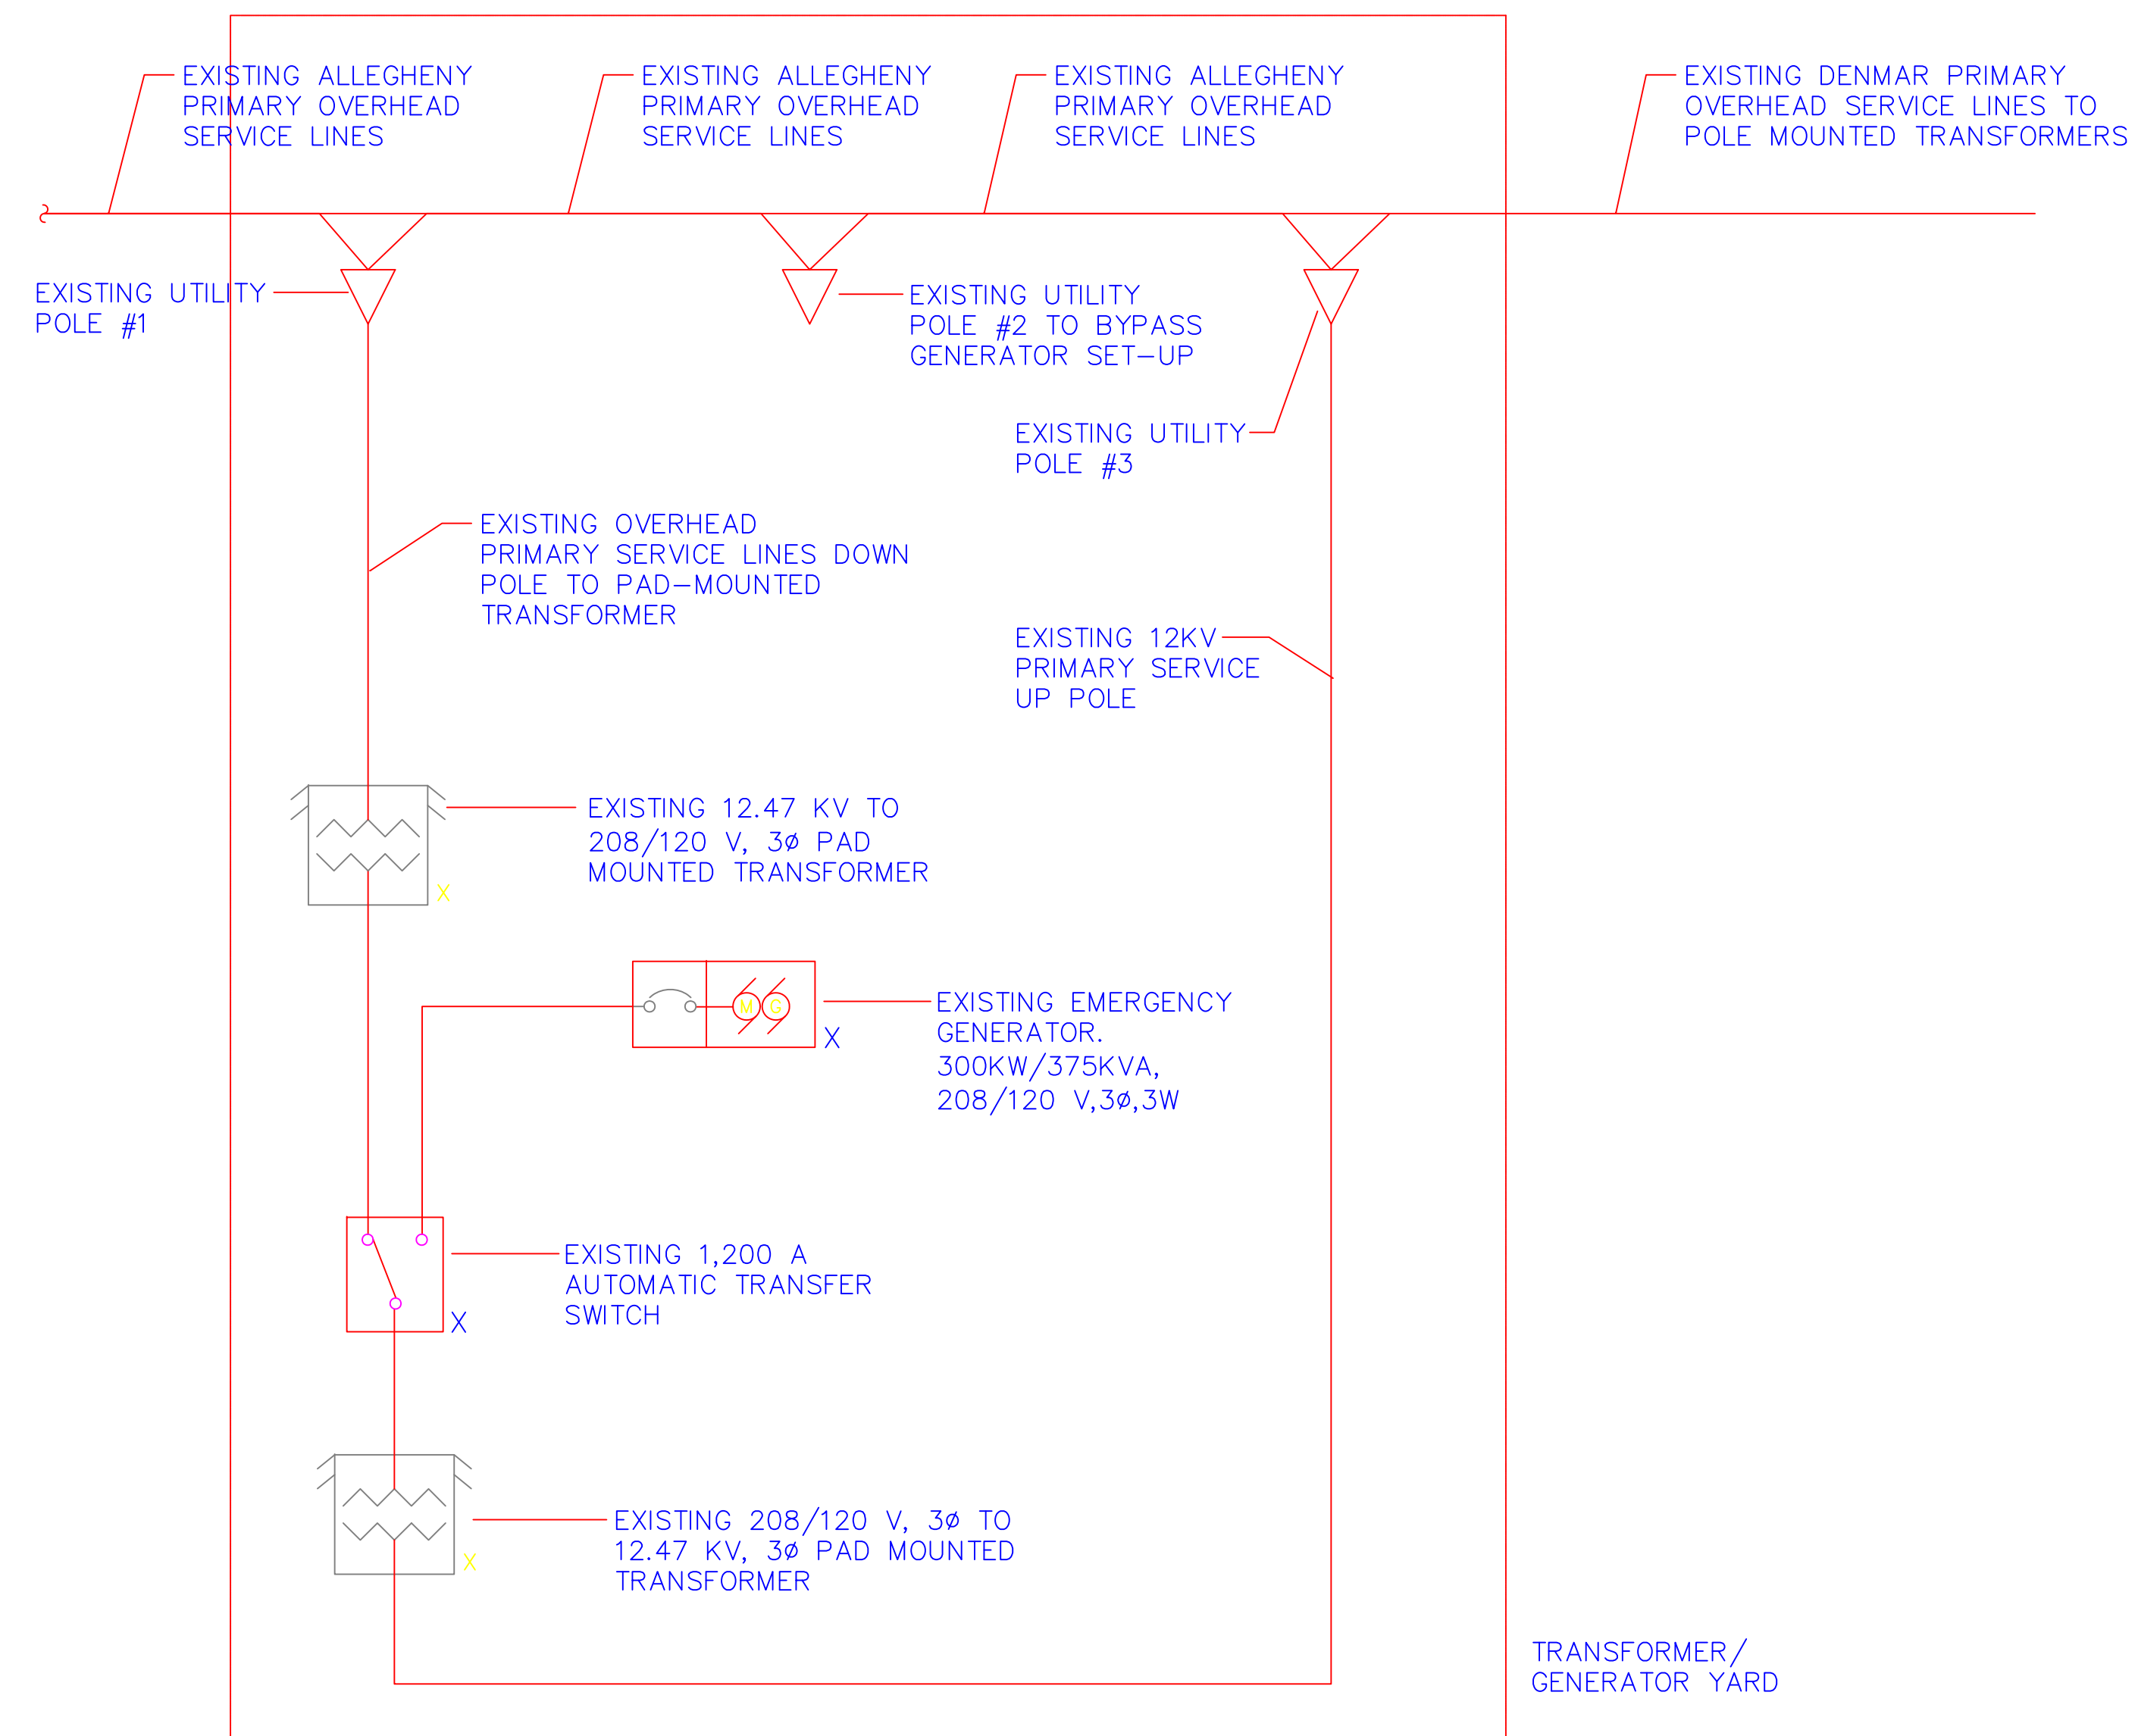 EXISTING ALLEGHENY
PRIMARY OVERHEAD
SERVICE LINES
EXISTING ALLEGHENY
PRIMARY OVERHEAD
SERVICE LINES
EXISTING ALLEGHENY
PRIMARY OVERHEAD
SERVICE LINES
EXISTING DENMAR PRIMARY
OVERHEAD SERVICE LINES TO
POLE MOUNTED TRANSFORMERS
EXISTING UTILITY
POLE #1
EXISTING UTILITY
POLE #2 TO BYPASS
GENERATOR SET-UP
EXISTING UTILITY
POLE #3
EXISTING OVERHEAD
PRIMARY SERVICE LINES DOWN
POLE TO PAD-MOUNTED
TRANSFORMER
EXISTING 12KV
PRIMARY SERVICE
UP POLE
EXISTING 12.47 KV TO
208/120 V, 3ø PAD
MOUNTED TRANSFORMER
X
M G
X
EXISTING EMERGENCY
GENERATOR.
300KW/375KVA,
208/120 V,3ø,3W
EXISTING 1,200 A
AUTOMATIC TRANSFER
SWITCH
X
EXISTING 208/120 V, 3ø TO
12.47 KV, 3ø PAD MOUNTED
TRANSFORMER
X
TRANSFORMER/
GENERATOR YARD